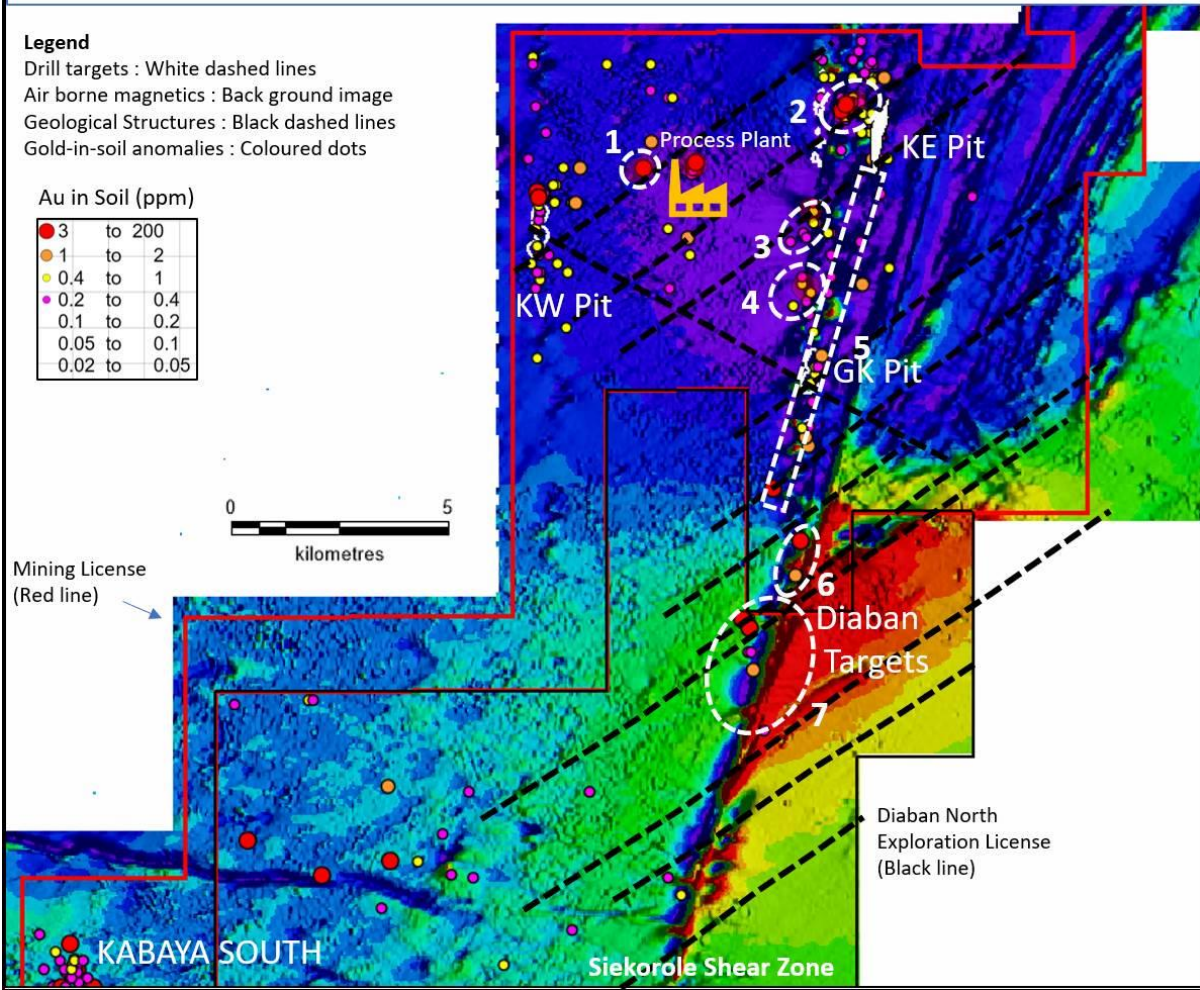 Legend
Drill targets : White dashed lines
Air borne magnetics : Back ground image
Geological Structures : Black dashed lines
Gold-in-soil anomalies : Coloured dots
Au in Soil (ppm)
3 to 200
1 to 2
0.4 to 1
0.2 to 0.4
0.1 to 0.2
0.05 to 0.1
0.02 to 0.05
2
1
Process Plant
KE Pit
3
4
KW Pit
5
GK Pit
0 5
kilometres
Mining License
(Red line)
6
Diaban
Targets
7
Diaban North
Exploration License
(Black line)
KABAYA SOUTH
Siekorole Shear Zone